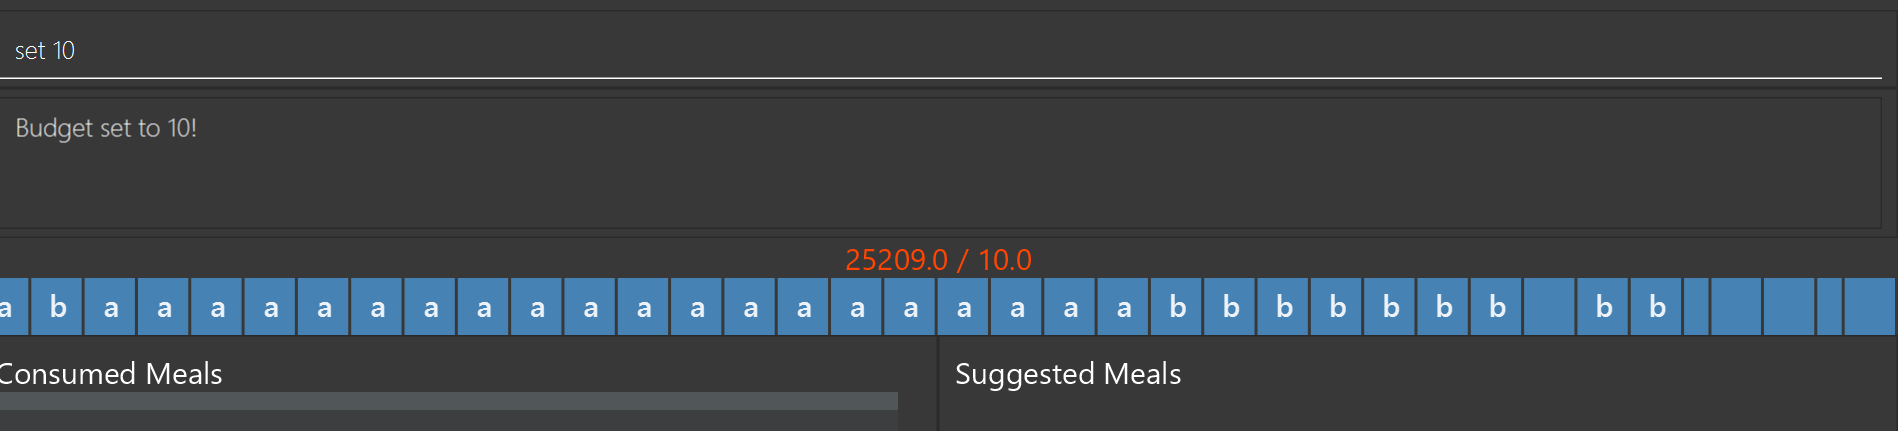 set 10
Budget set to 10!
25209.0 / 10.0
a b a a a a a a a a a a a a a a a a a a a a b b b b b b b b b
Consumed Meals
Suggested Meals